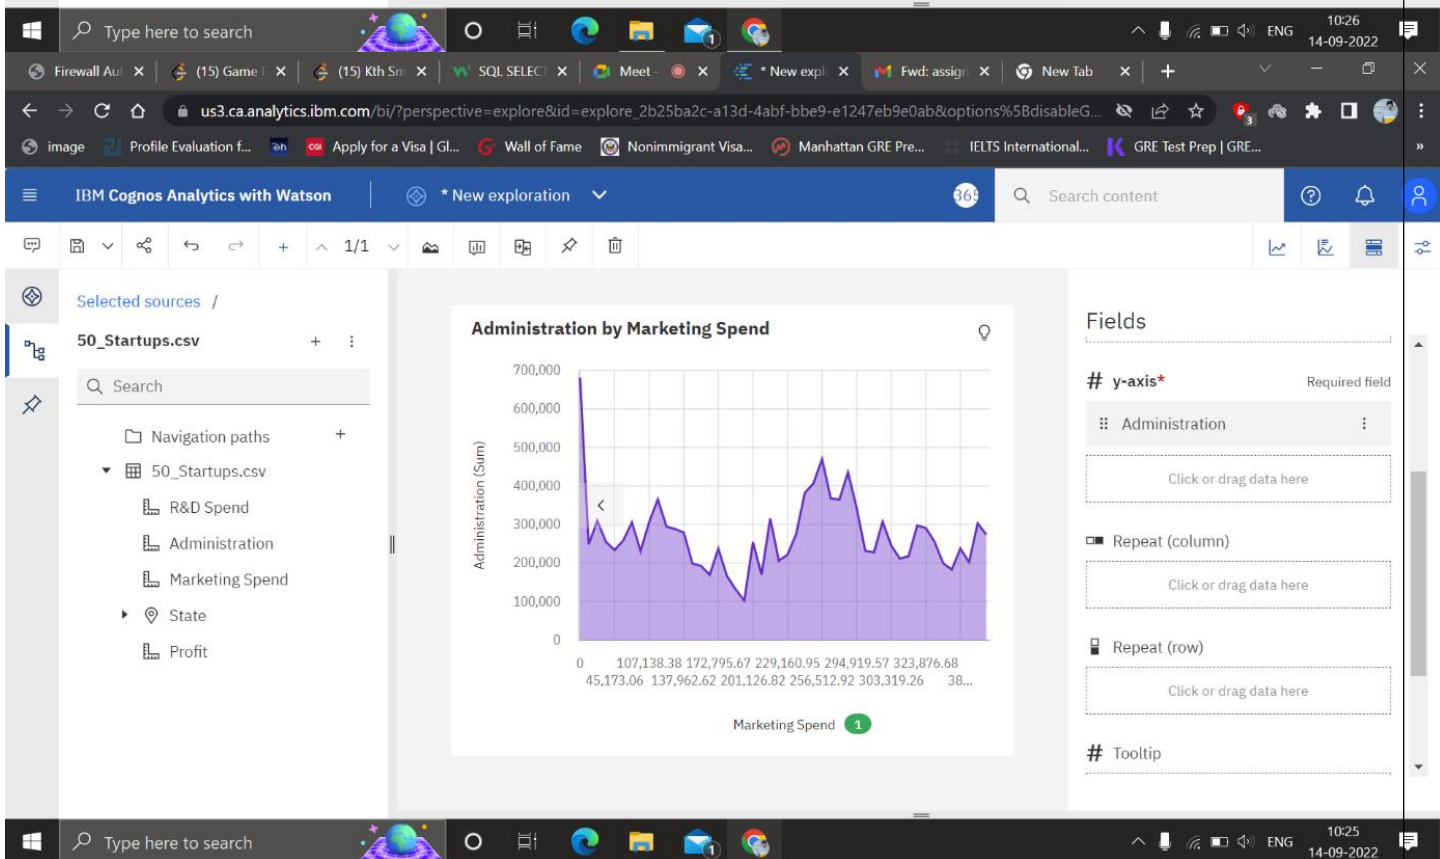 Type here to search
1
ENG
10:26
14-09-2022
Firewall Aut
(15) Game
(15) Kth Sm
SQL SELECT
Meet -
* New expl
Fwd: assign
New Tab
us3.ca.analytics.ibm.com/bi/?perspective=explore&id=explore_2b25ba2c-a13d-4abf-bbe9-e1247eb9e0ab&options%5BdisableG...
3
image
Profile Evaluation f...
CGI
Apply for a Visa | Gl...
Wall of Fame
Nonimmigrant Visa...
Manhattan GRE Pre...
IELTS International...
GRE Test Prep | GRE...
»
IBM Cognos Analytics with Watson
* New exploration
365
Search content
1/1
Selected sources /
50_Startups.csv
Search
Navigation paths
50_Startups.csv
R&D Spend
Administration
Marketing Spend
State
Profit
Administration by Marketing Spend
700,000
600,000
500,000
400,000
300,000
200,000
100,000
0
Administration (Sum)
0 107,138.38 172,795.67 229,160.95 294,919.57 323,876.68
45,173.06 137,962.62 201,126.82 256,512.92 303,319.26 38...
Marketing Spend 1
Fields
# y-axis*
Required field
Administration
Click or drag data here
Repeat (column)
Click or drag data here
Repeat (row)
Click or drag data here
# Tooltip
Type here to search
1
ENG
10:25
14-09-2022